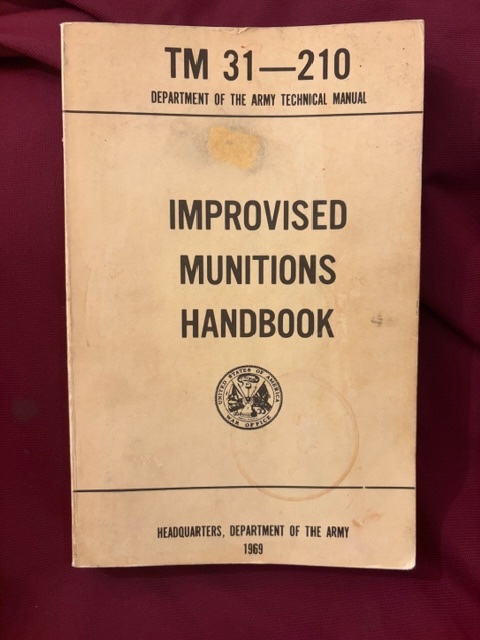 TM 31—210
DEPARTMENT OF THE ARMY TECHNICAL MANUAL
IMPROVISED
MUNITIONS
HANDBOOK
UNITED STATES OF AMERICA
WAR OFFICE
HEADQUARTERS, DEPARTMENT OF THE ARMY
1969